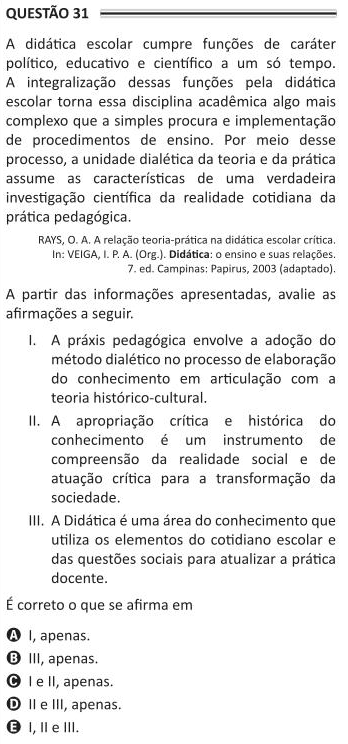 QUESTÃO 31
A didática escolar cumpre funções de caráter
político, educativo e científico a um só tempo.
A integralização dessas funções pela didática
escolar torna essa disciplina acadêmica algo mais
complexo que a simples procura e implementação
de procedimentos de ensino. Por meio desse
processo, a unidade dialética da teoria e da prática
assume as características de uma verdadeira
investigação científica da realidade cotidiana da
prática pedagógica.
RAYS, O. A. A relação teoria-prática na didática escolar crítica.
In: VEIGA, I. P. A. (Org.). Didática: o ensino e suas relações.
7. ed. Campinas: Papirus, 2003 (adaptado).
A partir das informações apresentadas, avalie as
afirmações a seguir.
I. A práxis pedagógica envolve a adoção do
método dialético no processo de elaboração
do conhecimento em articulação com a
teoria histórico-cultural.
II. A apropriação crítica e histórica do
conhecimento é um instrumento de
compreensão da realidade social e de
atuação crítica para a transformação da
sociedade.
III. A Didática é uma área do conhecimento que
utiliza os elementos do cotidiano escolar e
das questões sociais para atualizar a prática
docente.
É correto o que se afirma em
A I, apenas.
B III, apenas.
C I e II, apenas.
D II e III, apenas.
E I, II e III.